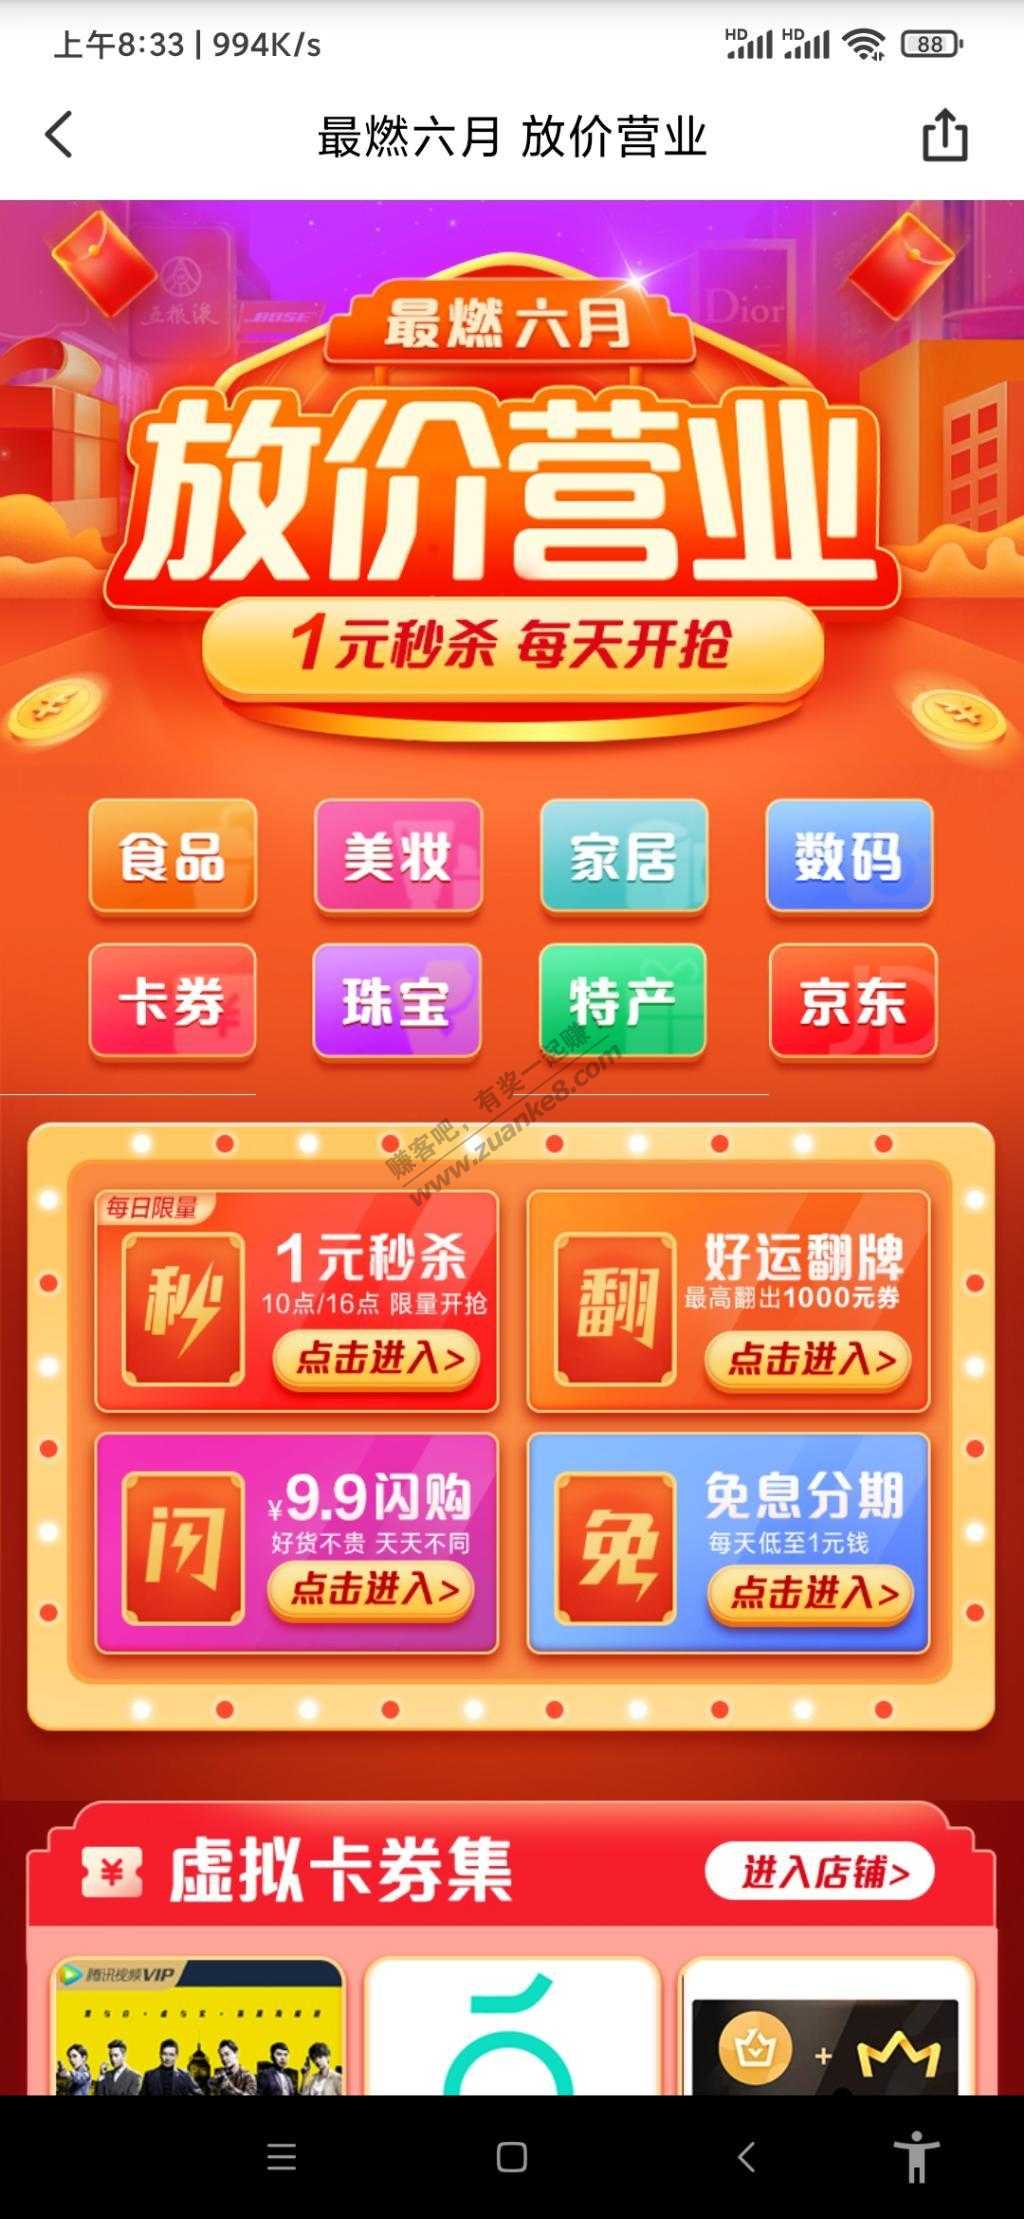 上午8:33 | 994K/s
HD HD 88
最燃六月 放价营业
五粮液 BOSE Dior
最燃六月
放价营业
1元秒杀 每天开抢
食品 美妆 家居 数码
卡券 珠宝 特产 京东
JD
赚客吧，有奖一起赚！
www.zuanke8.com
每日限量
秒
1元秒杀
10点/16点 限量开抢
点击进入>
翻
好运翻牌
最高翻出1000元券
点击进入>
闪
¥9.9闪购
好货不贵 天天不同
点击进入>
免
免息分期
每天低至1元钱
点击进入>
¥ 虚拟卡券集 进入店铺>
腾讯视频VIP
+